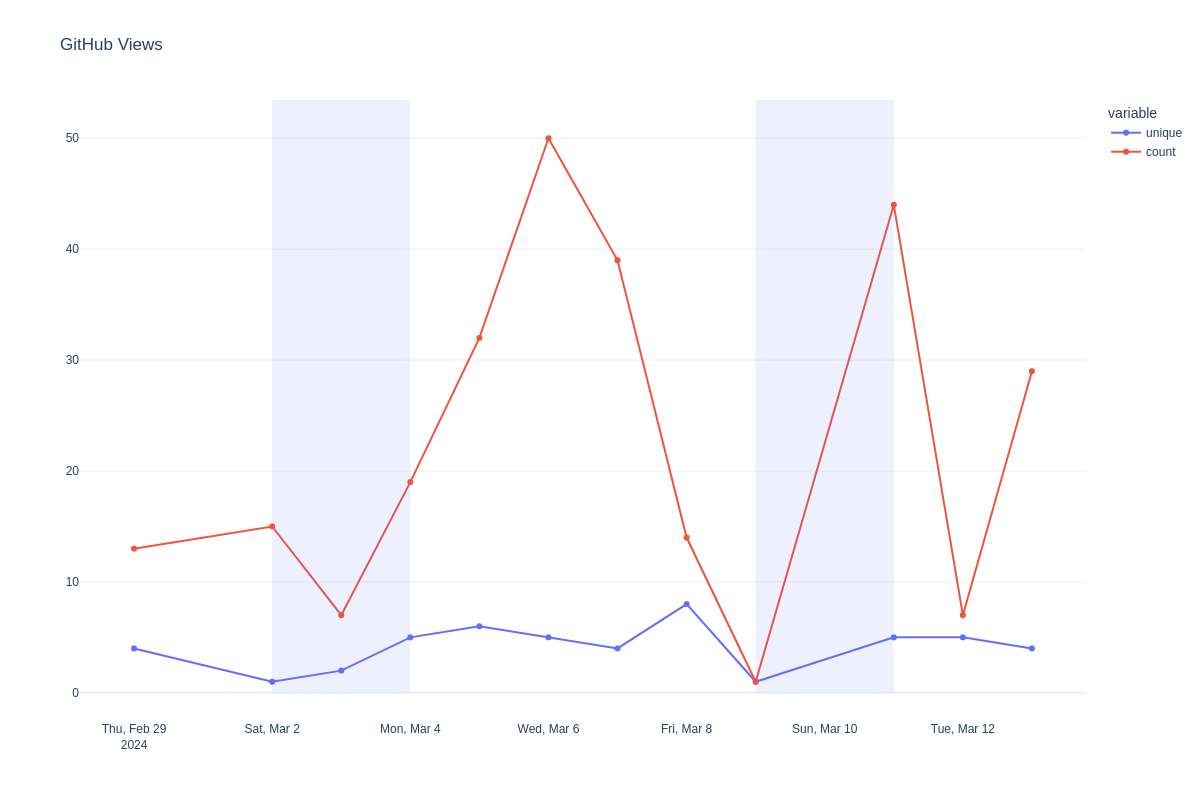 GitHub Views
variable
unique
count
50
40
30
20
10
0
Thu, Feb 29
2024
Sat, Mar 2
Mon, Mar 4
Wed, Mar 6
Fri, Mar 8
Sun, Mar 10
Tue, Mar 12